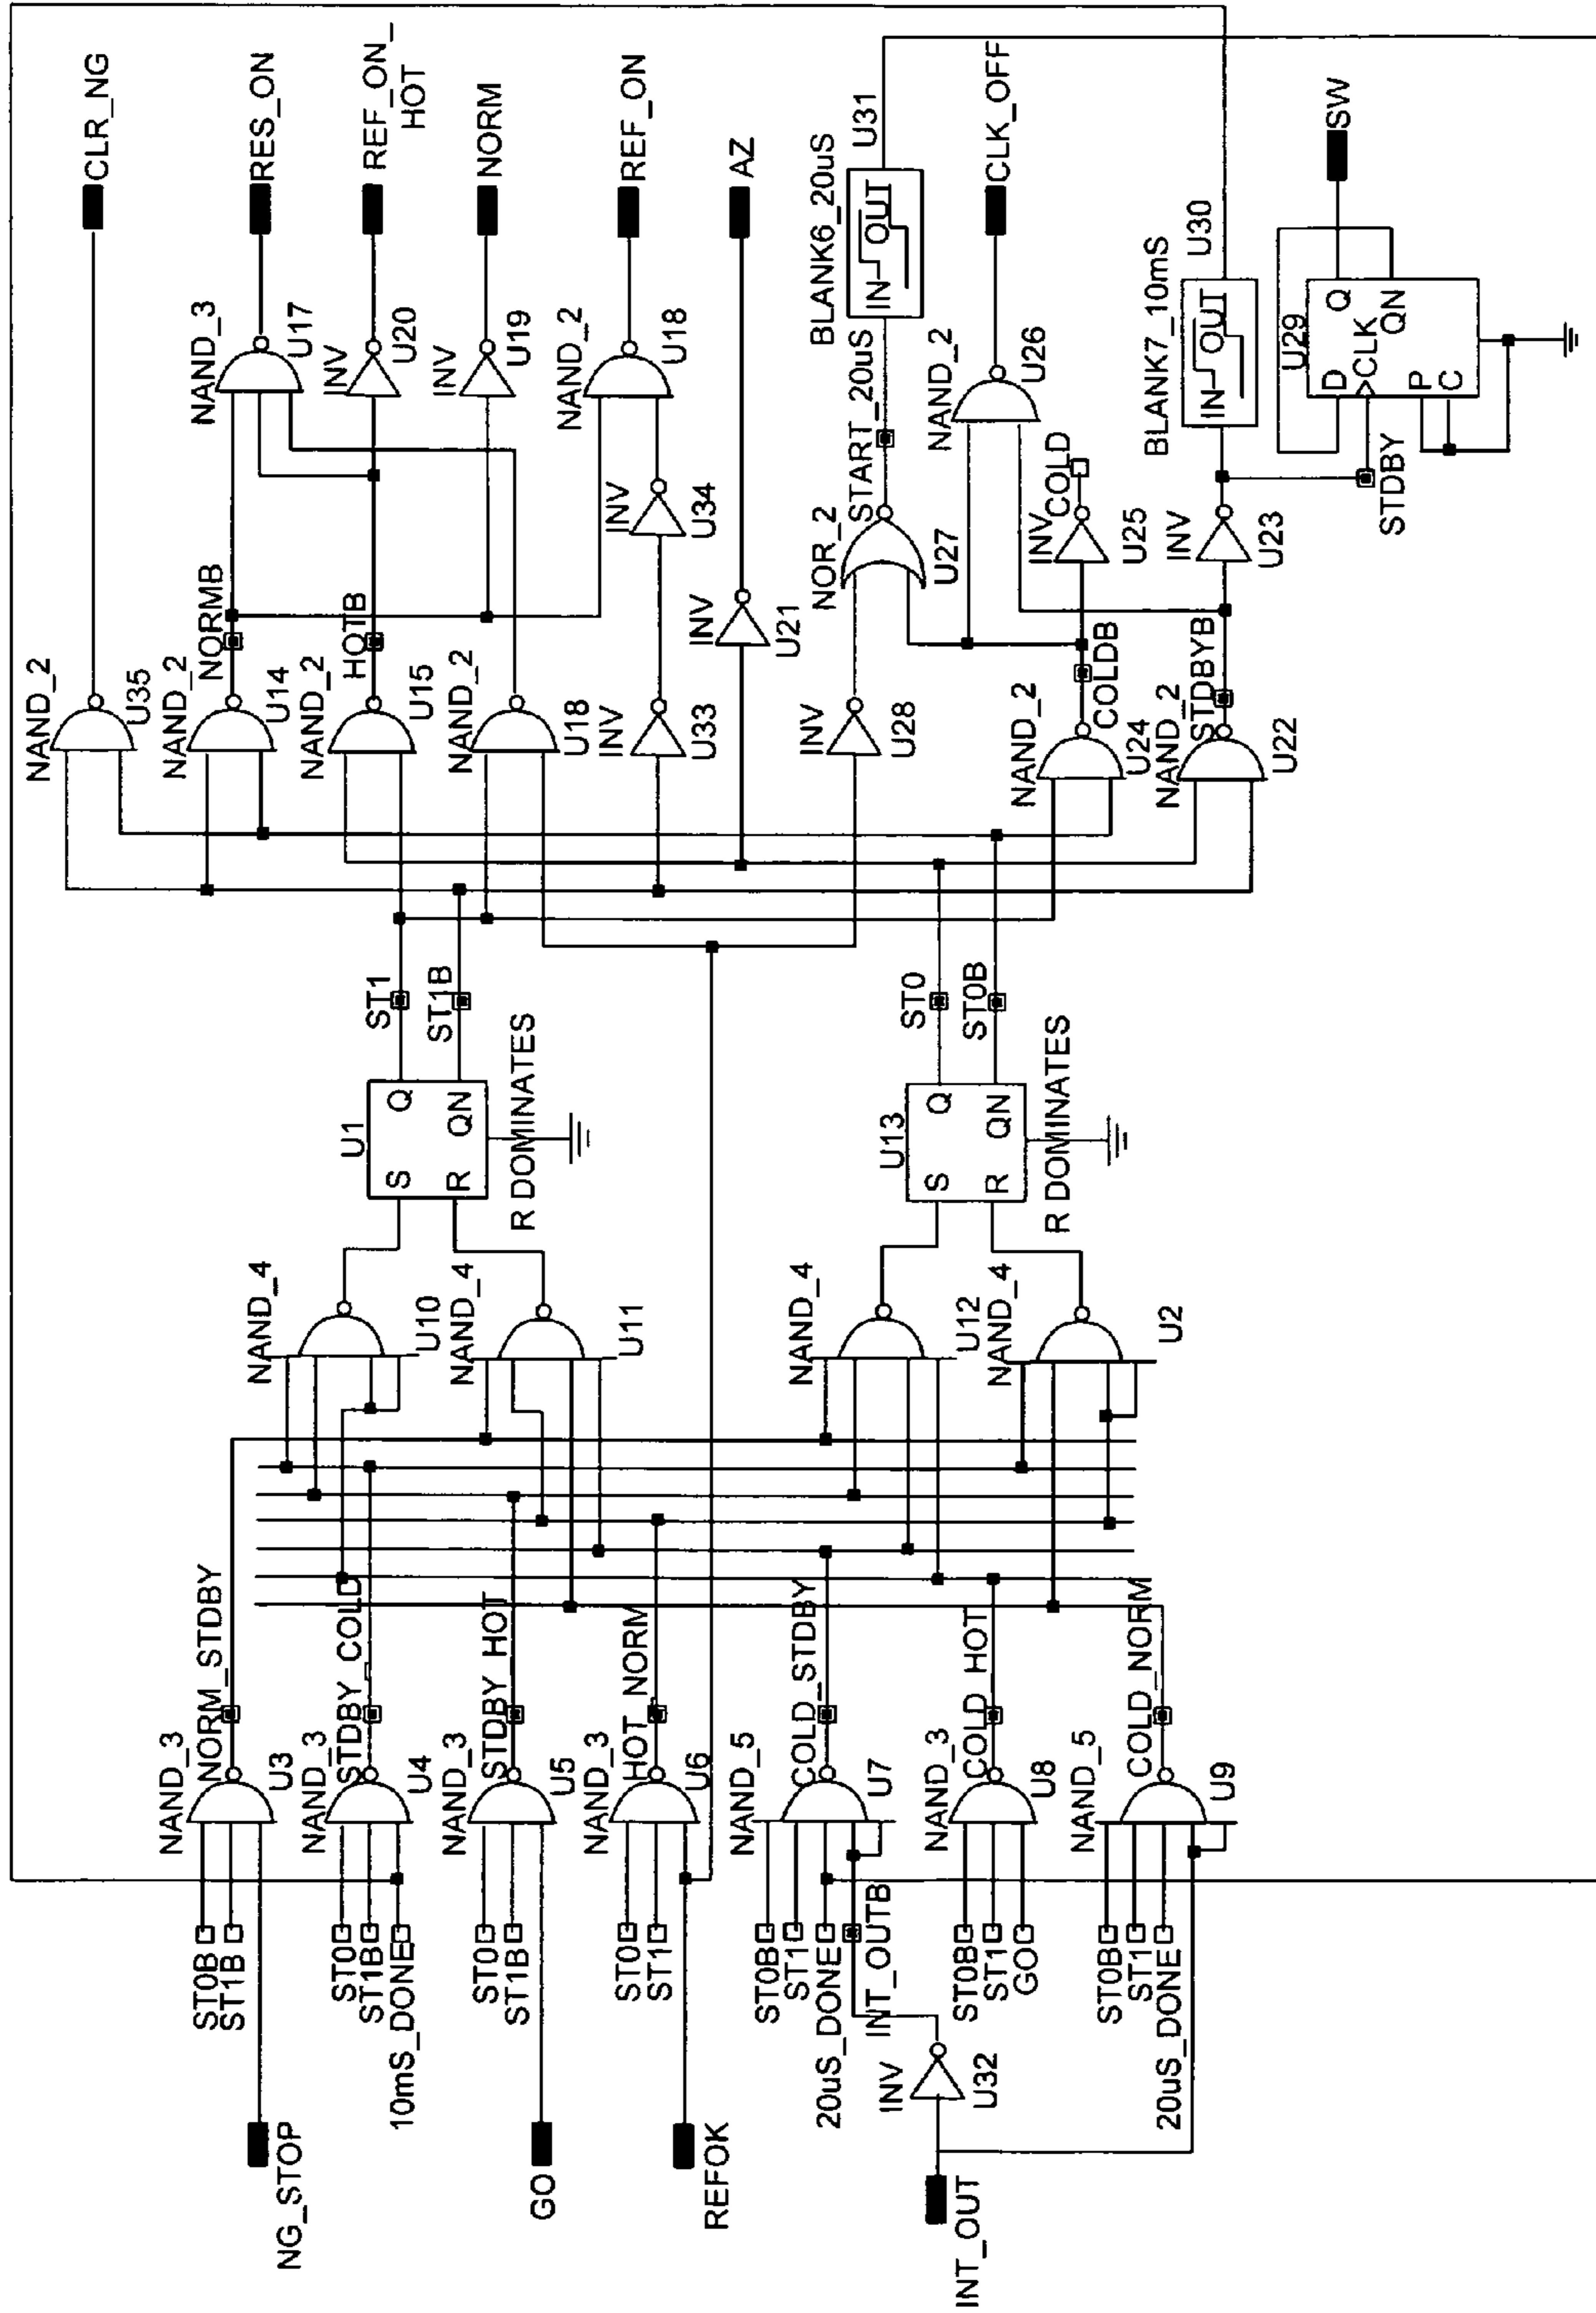 NG_STOP
GO
REFOK
INT_OUT
ST0B
ST1B
ST0
ST1B
10mS_DONE
ST0
ST1B
ST0
ST1
ST0B
ST1
20uS_DONE
INT_OUTB
INV
U32
ST0B
ST1
GO
ST0B
ST1
20uS_DONE
NAND_3
NORM_STDBY
U3
NAND_3
STDBY_COLD
U4
NAND_3
STDBY_HOT
U5
NAND_3
HOT_NORM
U6
NAND_5
COLD_STDBY
U7
NAND_3
COLD_HOT
U8
NAND_5
COLD_NORM
U9
NAND_4
U10
NAND_4
U11
NAND_4
U12
NAND_4
U2
U1
S
Q
R
QN
R DOMINATES
U13
S
Q
R
QN
R DOMINATES
ST1
ST1B
ST0
ST0B
NAND_2
U35
NAND_2
NORMB
U14
NAND_2
HOTB
U15
NAND_2
U18
INV
U33
INV
U21
INV
U28
NAND_2
COLDB
U24
NAND_2
STDBYB
U22
NAND_3
U17
INV
U20
INV
U19
NAND_2
U18
INV
U34
NOR_2
START_20uS
U27
BLANK6_20uS
IN
OUT
U31
NAND_2
U26
INV
COLD
U25
INV
U23
BLANK7_10mS
IN
OUT
U30
STDBY
U29
D
Q
CLK
QN
P
C
CLR_NG
RES_ON
REF_ON_
HOT
NORM
REF_ON
AZ
CLK_OFF
SW